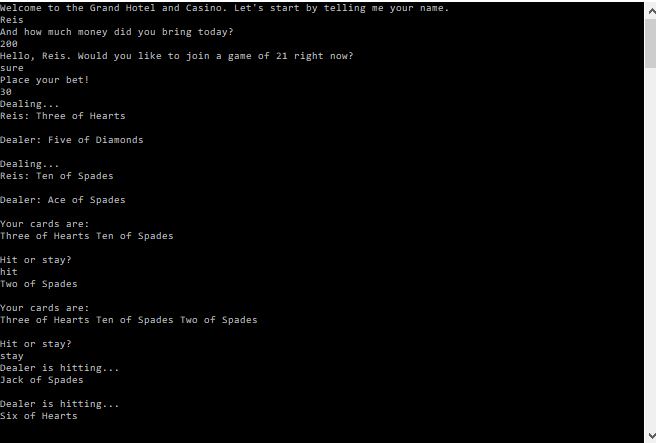 Welcome to the Grand Hotel and Casino. Let's start by telling me your name.
Reis
And how much money did you bring today?
200
Hello, Reis. Would you like to join a game of 21 right now?
sure
Place your bet!
30
Dealing...
Reis: Three of Hearts
Dealer: Five of Diamonds
Dealing...
Reis: Ten of Spades
Dealer: Ace of Spades
Your cards are:
Three of Hearts Ten of Spades
Hit or stay?
hit
Two of Spades
Your cards are:
Three of Hearts Ten of Spades Two of Spades
Hit or stay?
stay
Dealer is hitting...
Jack of Spades
Dealer is hitting...
Six of Hearts